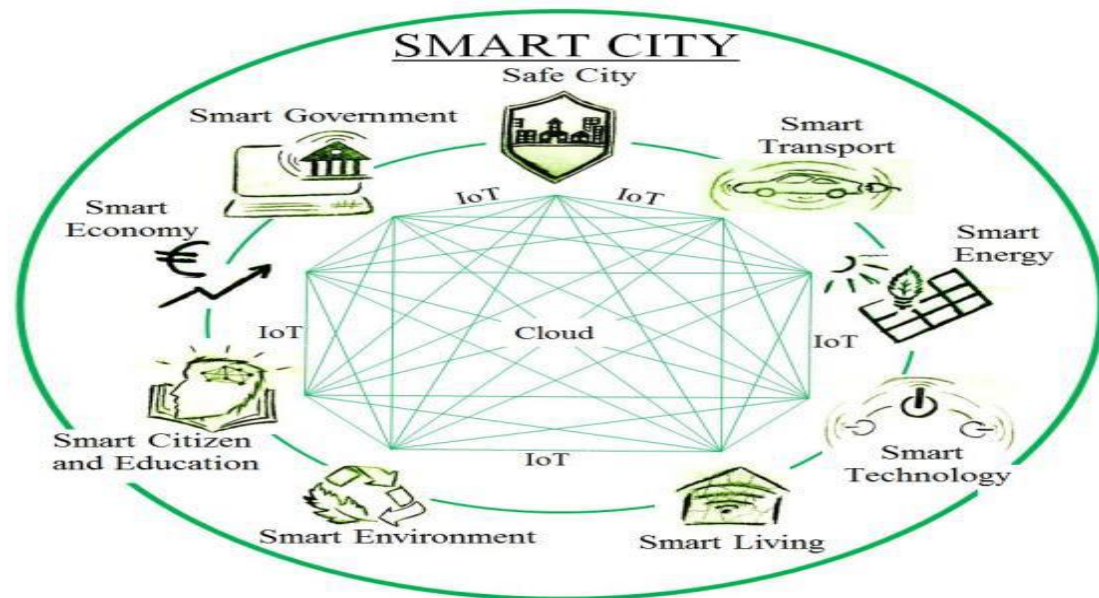 SMART CITY
Safe City
Smart Government
Smart
Transport
IoT
IoT
Smart
Economy
€
Smart
Energy
IoT
Cloud
IoT
Smart Citizen
and Education
IoT
Smart
Technology
Smart Environment
Smart Living